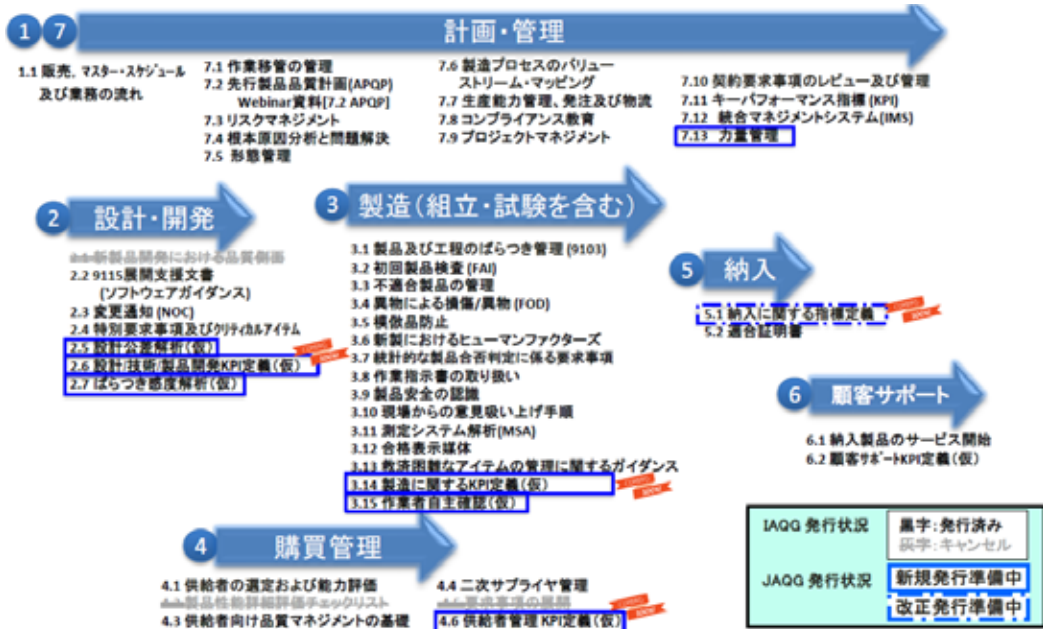 1 7 計画・管理
1.1 販売, マスター・スケジュール
及び業務の流れ
7.1 作業移管の管理
7.2 先行製品品質計画(APQP)
Webinar資料[7.2 APQP]
7.3 リスクマネジメント
7.4 根本原因分析と問題解決
7.5 形態管理
7.6 製造プロセスのバリュー
ストリーム・マッピング
7.7 生産能力管理、発注及び物流
7.8 コンプライアンス教育
7.9 プロジェクトマネジメント
7.10 契約要求事項のレビュー及び管理
7.11 キーパフォーマンス指標 (KPI)
7.12 統合マネジメントシステム(IMS)
7.13 力量管理
2 設計・開発
2.1 新製品開発における品質側面
2.2 9115展開支援文書
(ソフトウェアガイダンス)
2.3 変更通知 (NOC)
2.4 特別要求事項及びクリティカルアイテム
2.5 設計公差解析(仮)
2.6 設計/技術/製品開発KPI定義(仮)
2.7 ばらつき感度解析(仮)
3 製造(組立・試験を含む)
3.1 製品及び工程のばらつき管理 (9103)
3.2 初回製品検査 (FAI)
3.3 不適合製品の管理
3.4 異物による損傷/異物 (FOD)
3.5 模倣品防止
3.6 新製におけるヒューマンファクターズ
3.7 統計的な製品合否判定に係る要求事項
3.8 作業指示書の取り扱い
3.9 製品安全の認識
3.10 現場からの意見吸い上げ手順
3.11 測定システム解析(MSA)
3.12 合格表示媒体
3.13 救済困難なアイテムの管理に関するガイダンス
3.14 製造に関するKPI定義(仮)
3.15 作業者自主確認(仮)
5 納入
5.1 納入に関する指標定義
5.2 適合証明書
6 顧客サポート
6.1 納入製品のサービス開始
6.2 顧客サポートKPI定義(仮)
4 購買管理
4.1 供給者の選定および能力評価
4.2 製品性能詳細評価チェックリスト
4.3 供給者向け品質マネジメントの基礎
4.4 二次サプライヤ管理
4.5 要求事項の展開
4.6 供給者管理 KPI定義(仮)
IAQG 発行状況
黒字:発行済み
灰字:キャンセル
JAQG 発行状況
新規発行準備中
改正発行準備中